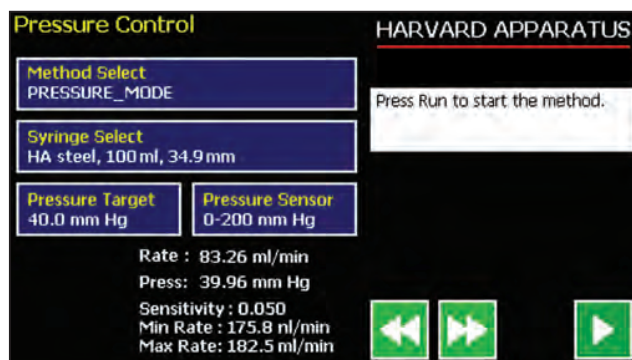 Pressure Control
HARVARD APPARATUS
Method Select
PRESSURE_MODE
Press Run to start the method.
Syringe Select
HA steel, 100 ml, 34.9 mm
Pressure Target
40.0 mm Hg
Pressure Sensor
0-200 mm Hg
Rate : 83.26 ml/min
Press: 39.96 mm Hg
Sensitivity : 0.050
Min Rate : 175.8 nl/min
Max Rate: 182.5 ml/min